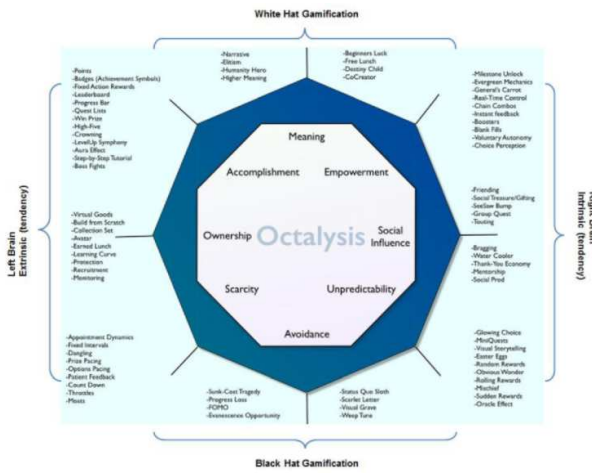 White Hat Gamification
-Narrative
-Elitism
-Humanity Hero
-Higher Meaning
-Beginners Luck
-Free Lunch
-Destiny Child
-CoCreator
-Points
-Badges (Achievement Symbols)
-Fixed Action Rewards
-Leaderboard
-Progress Bar
-Quest Lists
-Win Prize
-High-Five
-Crowning
-LevelUp Symphony
-Aura Effect
-Step-by-Step Tutorial
-Boss Fights
-Milestone Unlock
-Evergreen Mechanics
-General's Carrot
-Real-Time Control
-Chain Combos
-Instant feedback
-Boosters
-Blank Fills
-Voluntary Autonomy
-Choice Perception
Meaning
Accomplishment
Empowerment
Left Brain
Extrinsic (tendency)
-Virtual Goods
-Build from Scratch
-Collection Set
-Avatar
-Earned Lunch
-Learning Curve
-Protection
-Recruitment
-Monitoring
Ownership
Octalysis
Social
Influence
-Friending
-Social Treasure/Gifting
-SeeSaw Bump
-Group Quest
-Touting
-Bragging
-Water Cooler
-Thank-You Economy
-Mentorship
-Social Prod
Intrinsic (tendency)
Scarcity
Unpredictability
Avoidance
-Appointment Dynamics
-Fixed Intervals
-Dangling
-Prize Pacing
-Options Pacing
-Patient Feedback
-Count Down
-Throttles
-Moats
-Sunk-Cost Tragedy
-Progress Loss
-FOMO
-Evanescence Opportunity
-Status Quo Sloth
-Scarlet Letter
-Visual Grave
-Weep Tune
-Glowing Choice
-MiniQuests
-Visual Storytelling
-Easter Eggs
-Random Rewards
-Obvious Wonder
-Rolling Rewards
-Mischief
-Sudden Rewards
-Oracle Effect
Black Hat Gamification